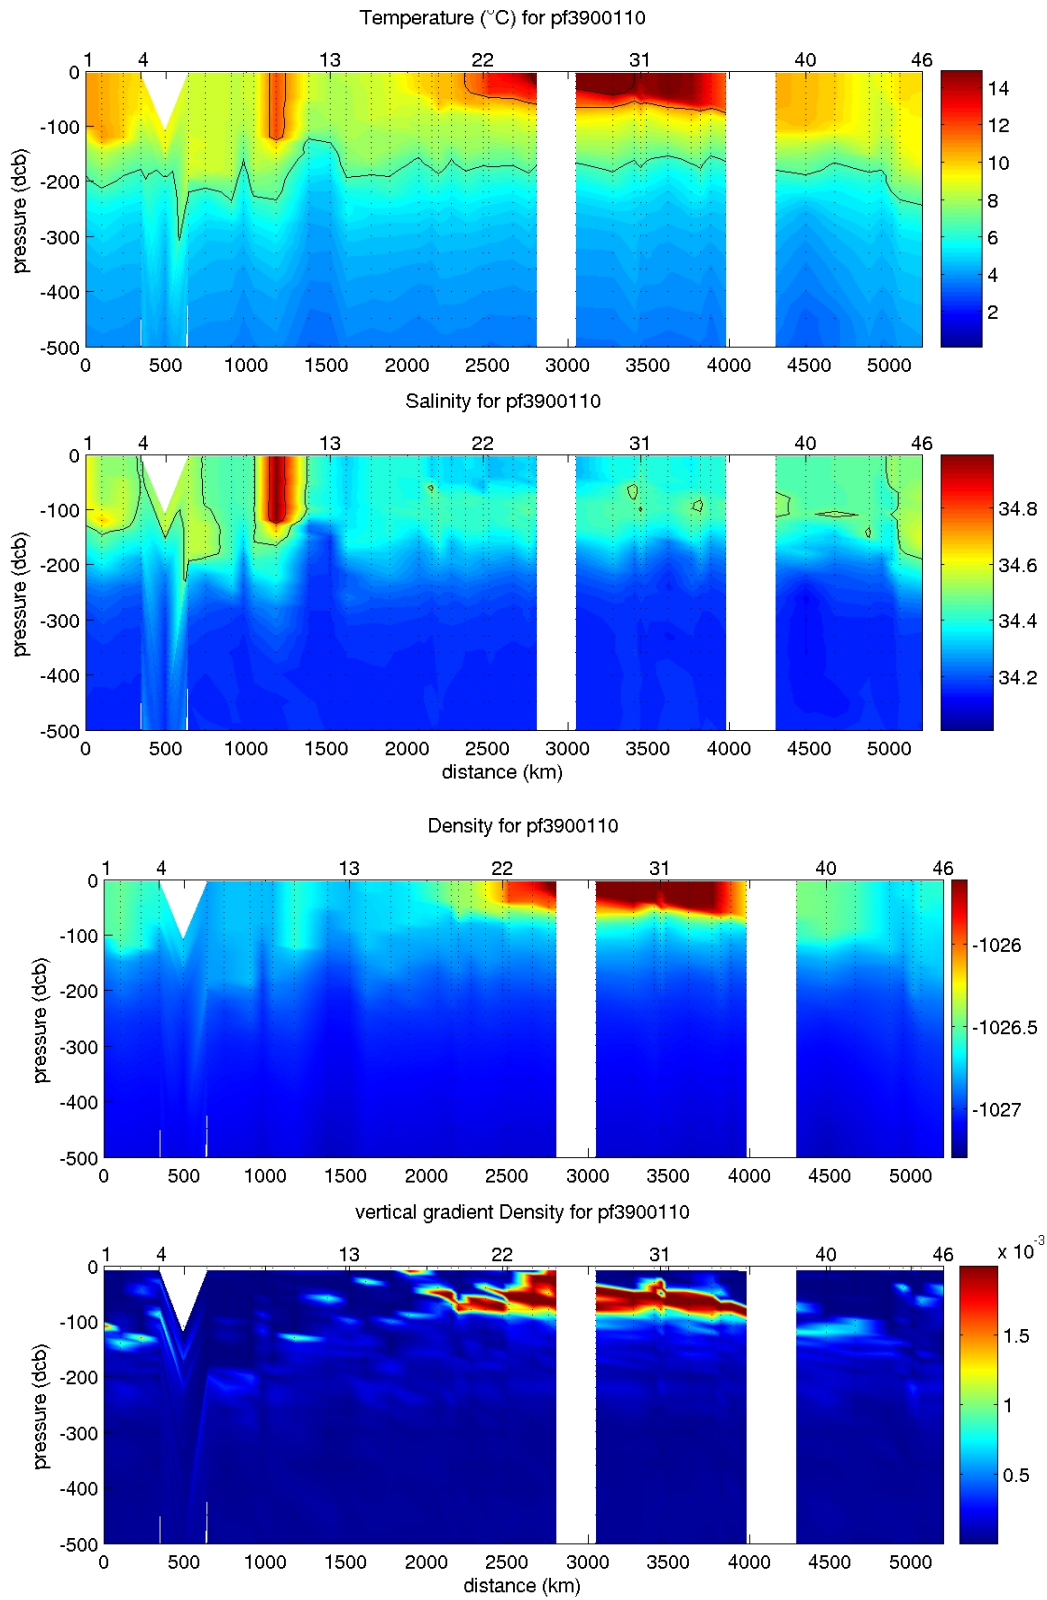 Temperature (°C) for pf3900110
1 4 13 22 31 40 46
0
-100
-200
-300
-400
-500
pressure (dcb)
0 500 1000 1500 2000 2500 3000 3500 4000 4500 5000
14
12
10
8
6
4
2
Salinity for pf3900110
1 4 13 22 31 40 46
0
-100
-200
-300
-400
-500
pressure (dcb)
0 500 1000 1500 2000 2500 3000 3500 4000 4500 5000
distance (km)
34.8
34.6
34.4
34.2
Density for pf3900110
1 4 13 22 31 40 46
0
-100
-200
-300
-400
-500
pressure (dcb)
0 500 1000 1500 2000 2500 3000 3500 4000 4500 5000
-1026
-1026.5
-1027
vertical gradient Density for pf3900110
1 4 13 22 31 40 46
x 10⁻³
0
-100
-200
-300
-400
-500
pressure (dcb)
0 500 1000 1500 2000 2500 3000 3500 4000 4500 5000
distance (km)
1.5
1
0.5